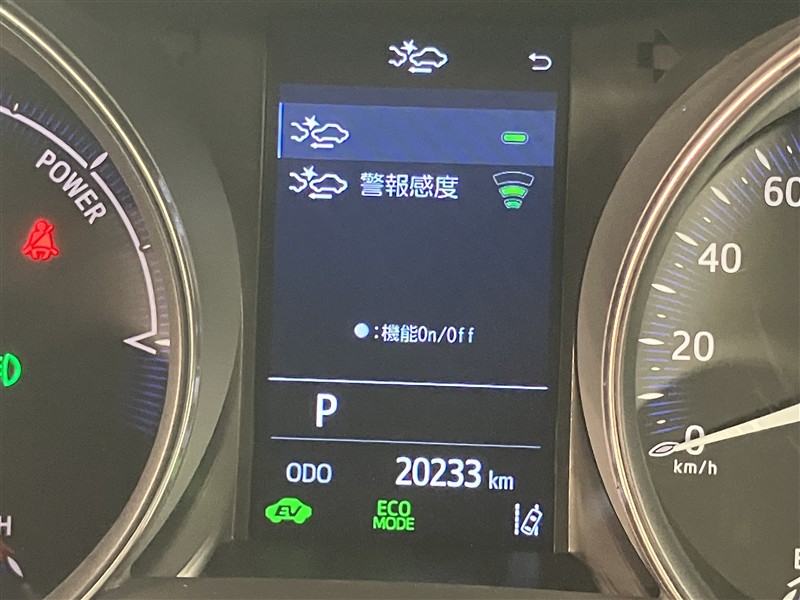 POWER
警報感度
60
40
20
0
km/h
●:機能On/Off
P
ODO 20233 km
EV
ECO
MODE
H
E